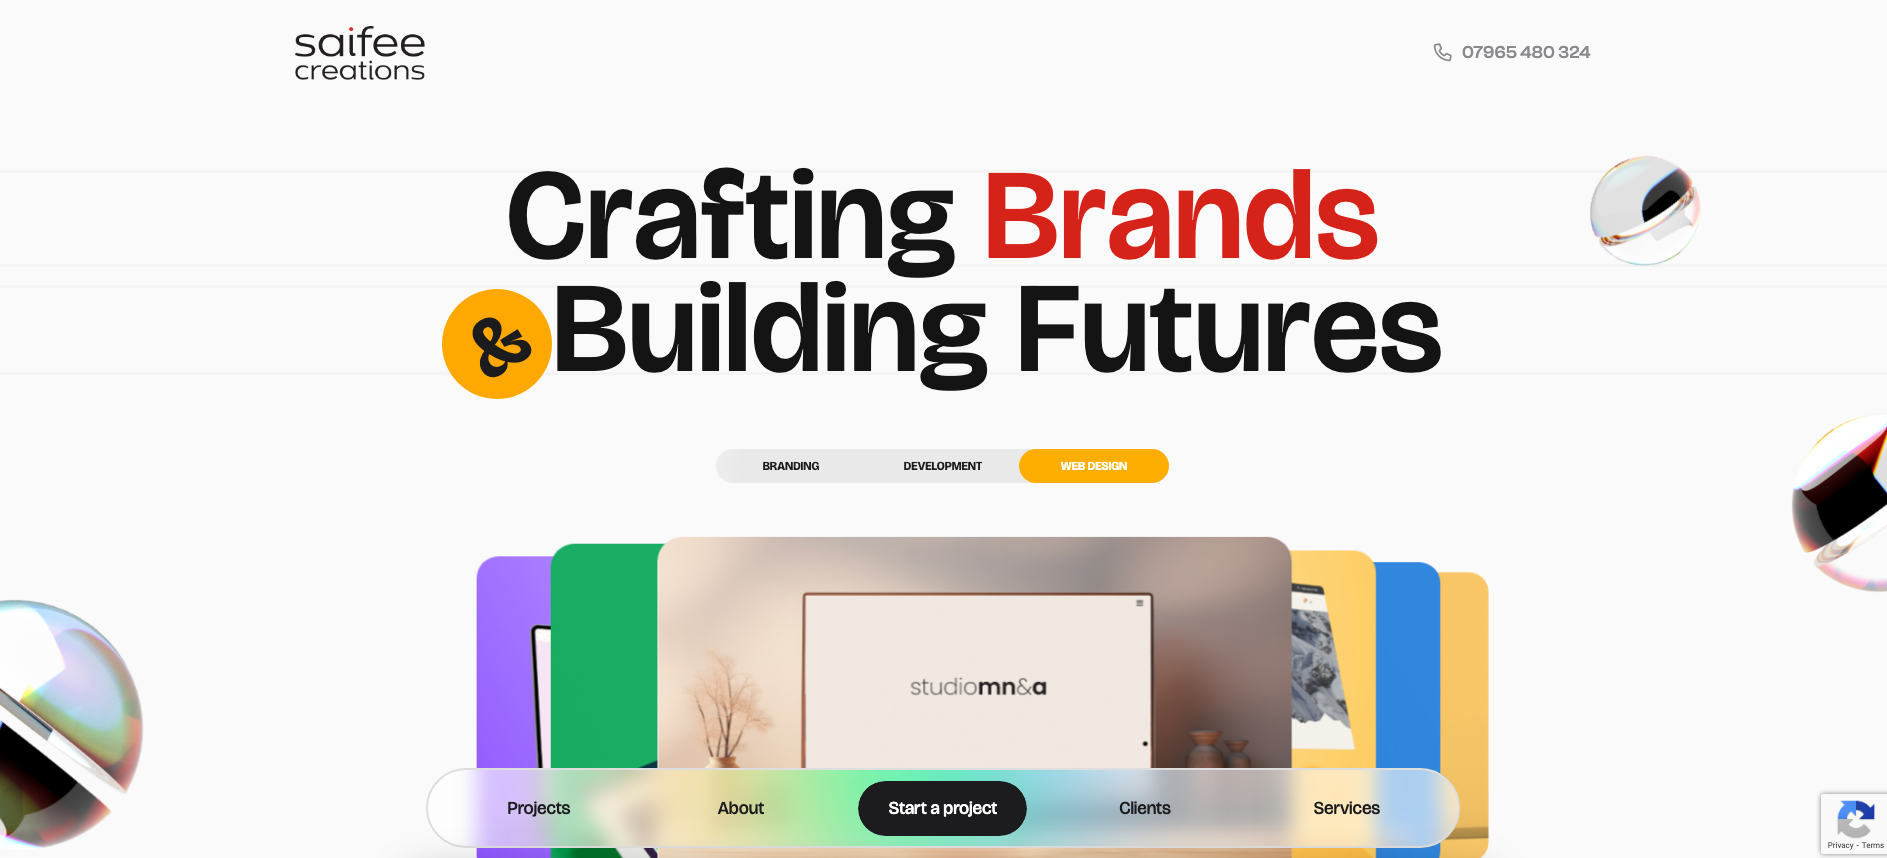 saifee
creations
07965 480 324
Crafting Brands
& Building Futures
BRANDING DEVELOPMENT WEB DESIGN
studiomn&a
Projects About Start a project Clients Services
Privacy - Terms